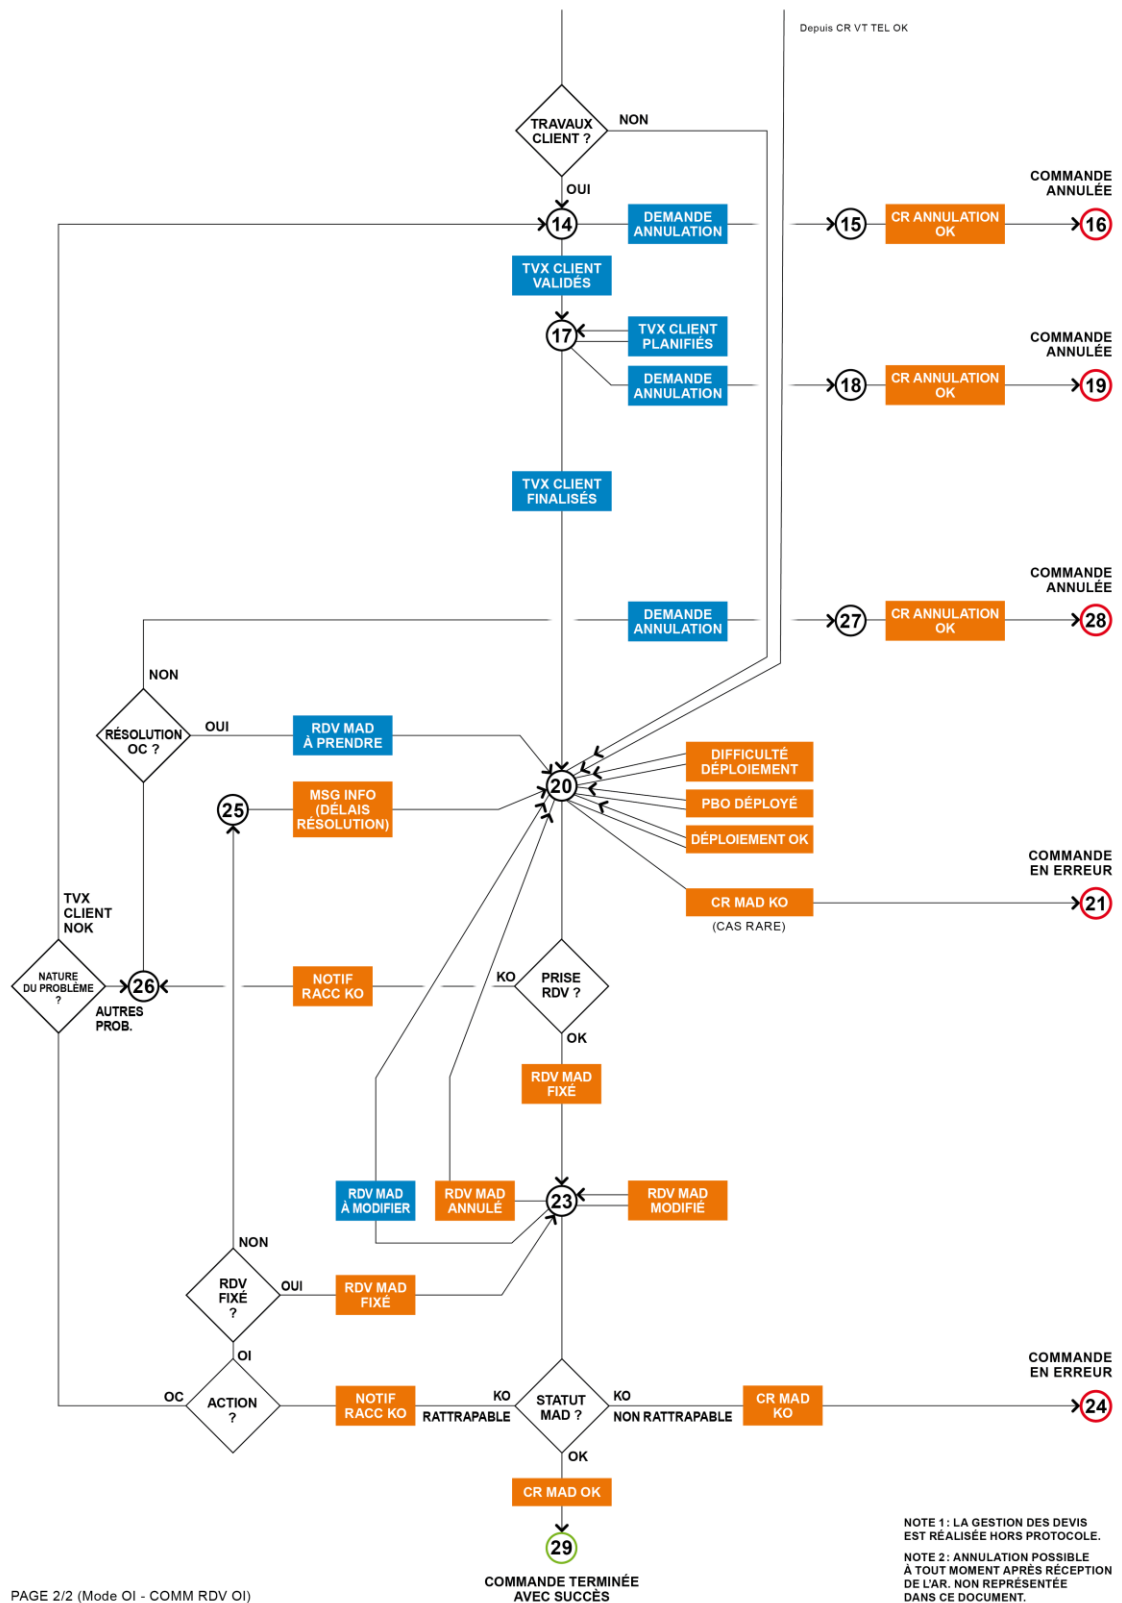 Depuis CR VT TEL OK
TRAVAUX
CLIENT ?
NON
OUI
COMMANDE
ANNULÉE
14
DEMANDE
ANNULATION
15
CR ANNULATION
OK
16
TVX CLIENT
VALIDÉS
17
TVX CLIENT
PLANIFIÉS
COMMANDE
ANNULÉE
DEMANDE
ANNULATION
18
CR ANNULATION
OK
19
TVX CLIENT
FINALISÉS
COMMANDE
ANNULÉE
DEMANDE
ANNULATION
27
CR ANNULATION
OK
28
NON
RÉSOLUTION
OC ?
OUI
RDV MAD
À PRENDRE
DIFFICULTÉ
DÉPLOIEMENT
20
25
MSG INFO
(DÉLAIS
RÉSOLUTION)
PBO DÉPLOYÉ
DÉPLOIEMENT OK
COMMANDE
EN ERREUR
CR MAD KO
(CAS RARE)
21
TVX
CLIENT
NOK
NATURE
DU PROBLÈME
?
AUTRES
PROB.
26
NOTIF
RACC KO
KO
PRISE
RDV ?
OK
RDV MAD
FIXÉ
RDV MAD
À MODIFIER
RDV MAD
ANNULÉ
23
RDV MAD
MODIFIÉ
NON
RDV
FIXÉ
?
OUI
RDV MAD
FIXÉ
OI
COMMANDE
EN ERREUR
OC
ACTION
?
NOTIF
RACC KO
KO
RATTRAPABLE
STATUT
MAD ?
KO
NON RATTRAPABLE
CR MAD
KO
24
OK
CR MAD OK
29
COMMANDE TERMINÉE
AVEC SUCCÈS
NOTE 1 : LA GESTION DES DEVIS
EST RÉALISÉE HORS PROTOCOLE.
NOTE 2 : ANNULATION POSSIBLE
À TOUT MOMENT APRÈS RÉCEPTION
DE L'AR. NON REPRÉSENTÉE
DANS CE DOCUMENT.
PAGE 2/2 (Mode OI - COMM RDV OI)